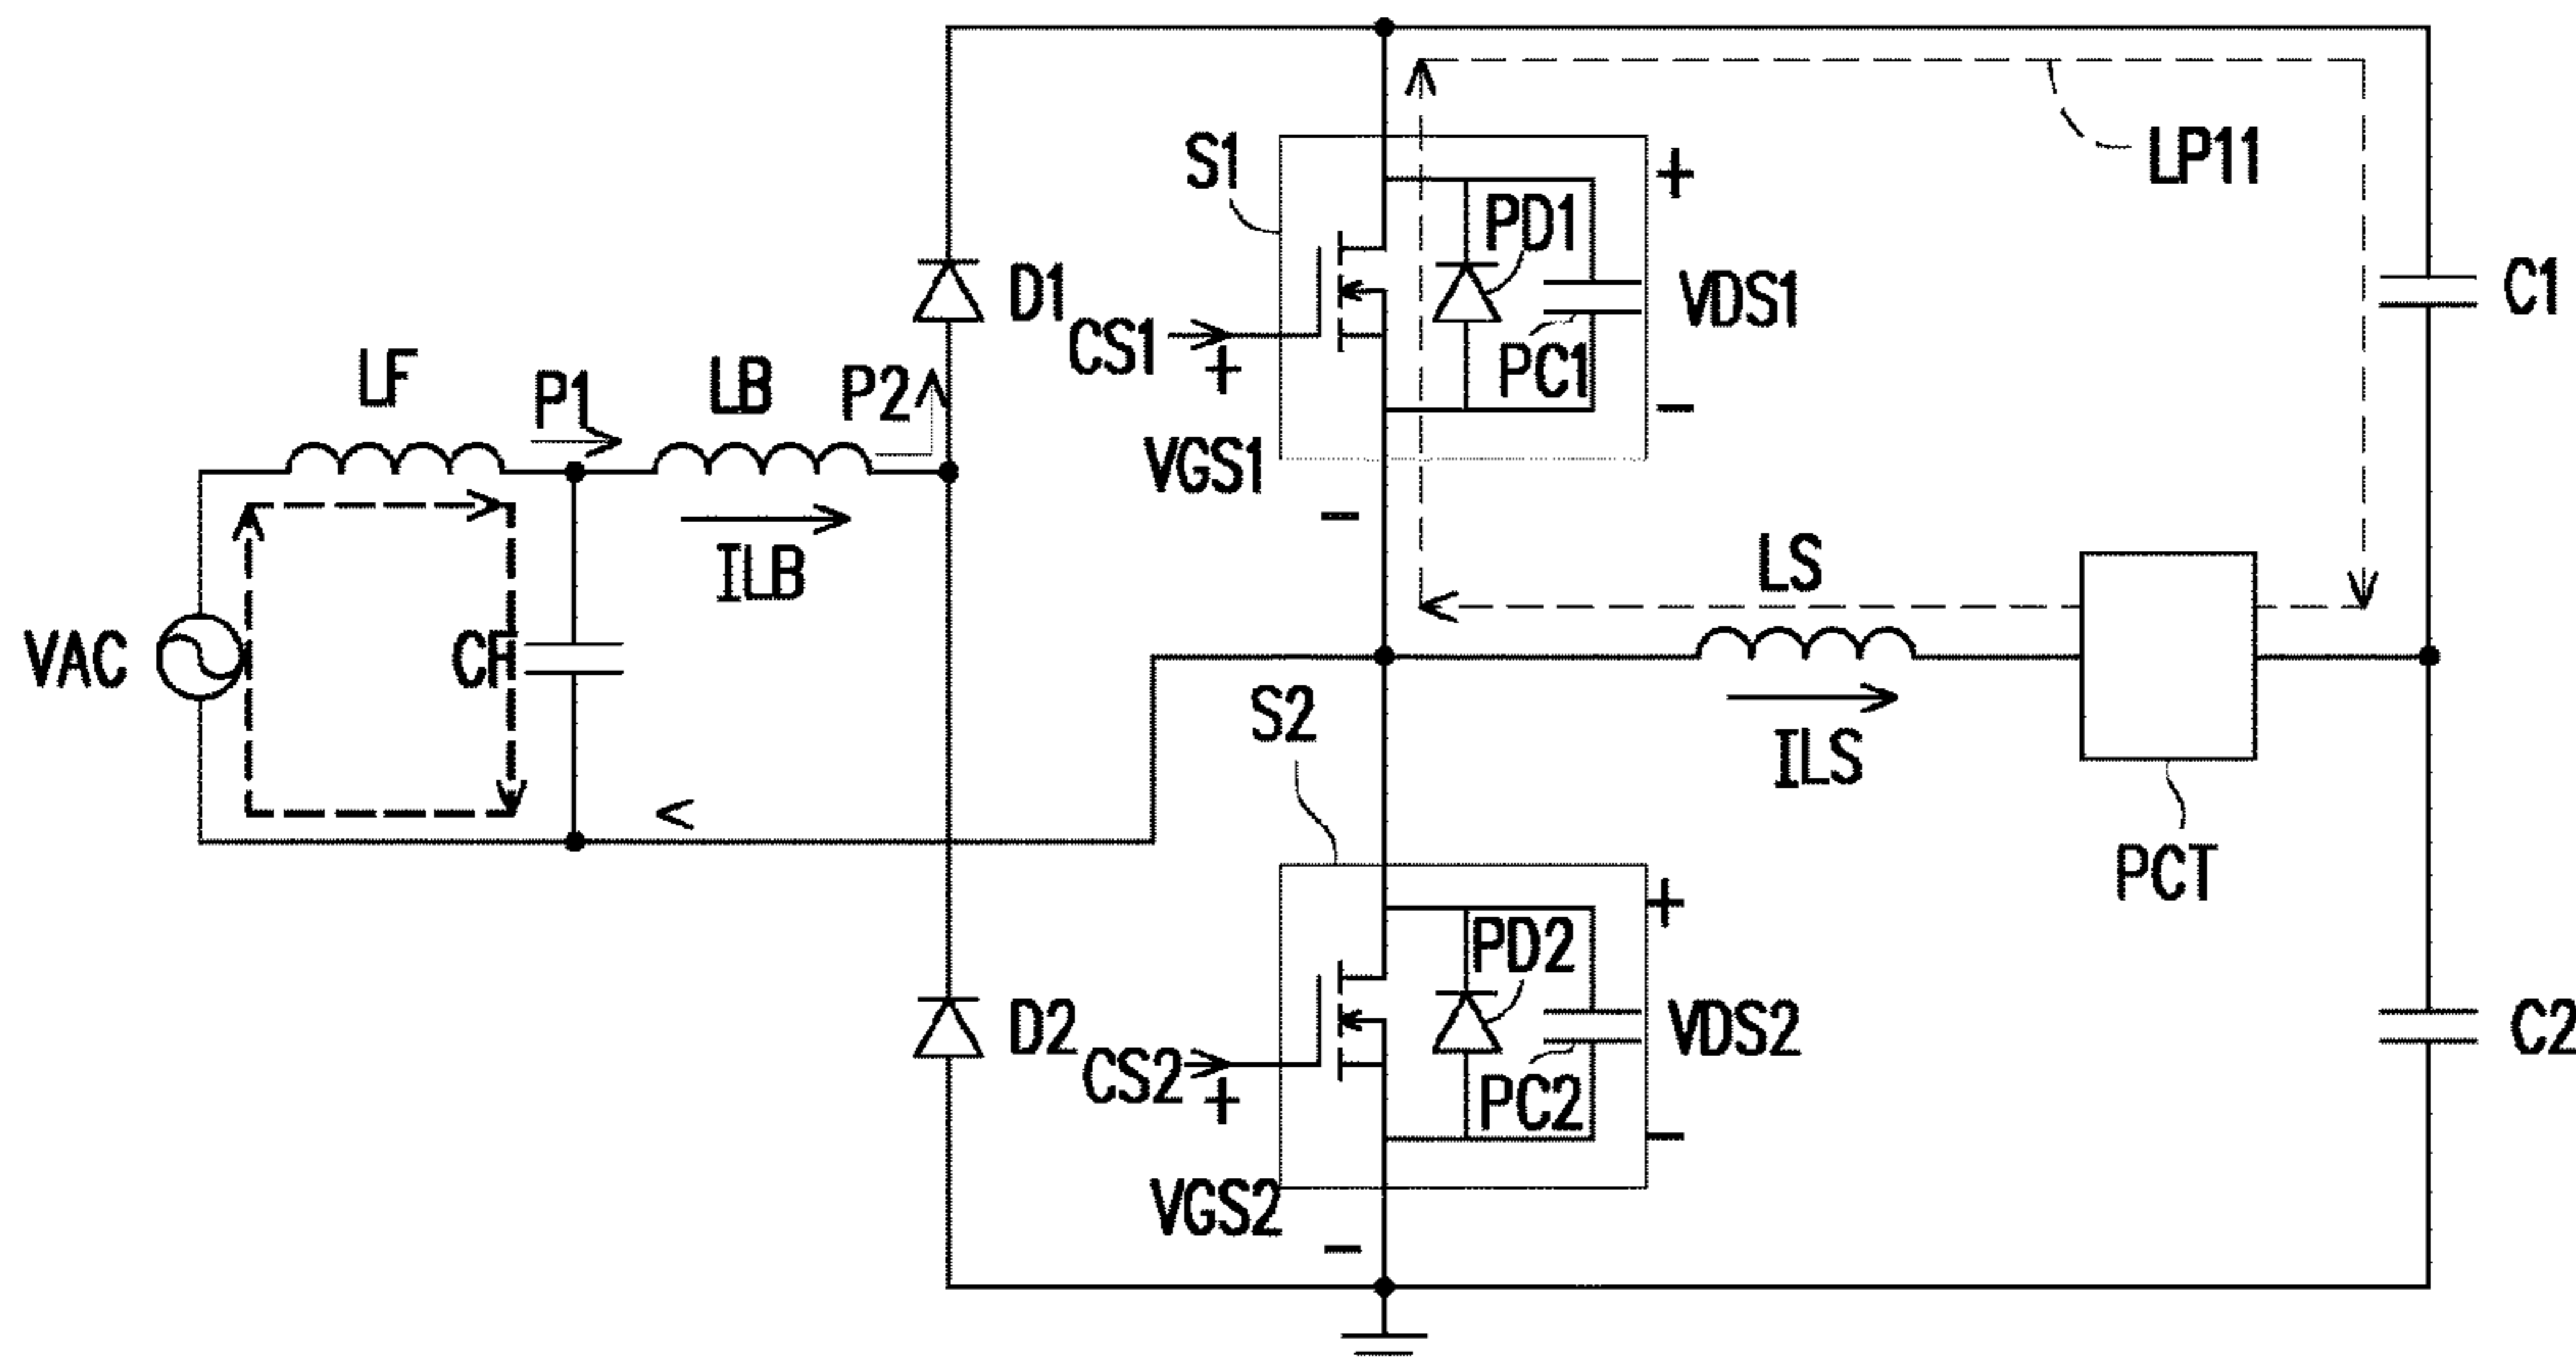 S1
LP11
PD1
D1
VDS1
C1
CS1
+
-
PC1
LF
P1
LB
P2
VGS1
-
ILB
LS
VAC
CF
S2
ILS
PCT
+
PD2
D2
VDS2
C2
CS2
+
PC2
-
VGS2
-
+